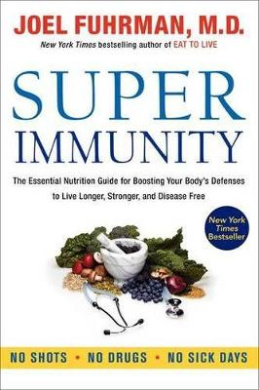 JOEL FUHRMAN, M.D.
New York Times bestselling author of EAT TO LIVE
SUPER
IMMUNITY
The Essential Nutrition Guide for Boosting Your Body's Defenses
to Live Longer, Stronger, and Disease Free
New York
Times
Bestseller
NO SHOTS • NO DRUGS • NO SICK DAYS